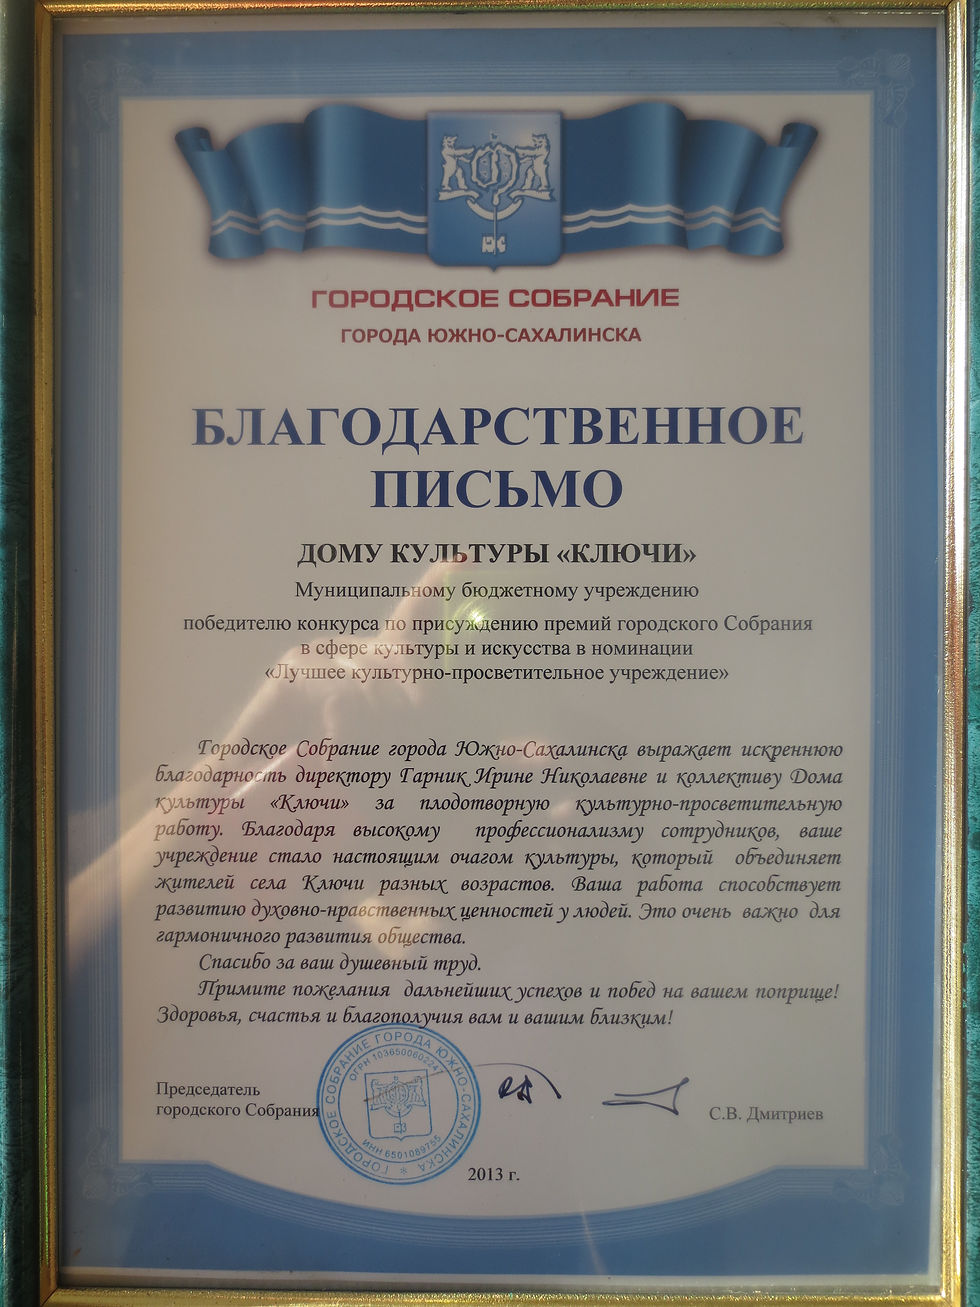 ГОРОДСКОЕ СОБРАНИЕ
ГОРОДА ЮЖНО-САХАЛИНСКА
БЛАГОДАРСТВЕННОЕ
ПИСЬМО
ДОМУ КУЛЬТУРЫ «КЛЮЧИ»
Муниципальному бюджетному учреждению
победителю конкурса по присуждению премий городского Собрания
в сфере культуры и искусства в номинации
«Лучшее культурно-просветительное учреждение»
Городское Собрание города Южно-Сахалинска выражает искреннюю
благодарность директору Гарник Ирине Николаевне и коллективу Дома
культуры «Ключи» за плодотворную культурно-просветительную
работу. Благодаря высокому профессионализму сотрудников, ваше
учреждение стало настоящим очагом культуры, который объединяет
жителей села Ключи разных возрастов. Ваша работа способствует
развитию духовно-нравственных ценностей у людей. Это очень важно для
гармоничного развития общества.
Спасибо за ваш душевный труд.
Примите пожелания дальнейших успехов и побед на вашем поприще!
Здоровья, счастья и благополучия вам и вашим близким!
Председатель
городского Собрания
ГОРОДСКОЕ СОБРАНИЕ ГОРОДА ЮЖНО-САХАЛИНСКА
ОГРН 1036500602247
ИНН 6501089755
С.В. Дмитриев
2013 г.